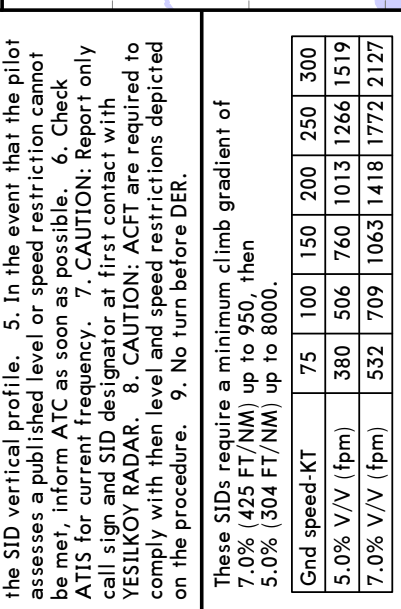 the SID vertical profile. 5. In the event that the pilot
assesses a published level or speed restriction cannot
be met, inform ATC as soon as possible. 6. Check
ATIS for current frequency. 7. CAUTION: Report only
call sign and SID designator at first contact with
YESILKOY RADAR. 8. CAUTION: ACFT are required to
comply with then level and speed restrictions depicted
on the procedure. 9. No turn before DER.
These SIDs require a minimum climb gradient of
7.0% (425 FT/NM) up to 950, then
5.0% (304 FT/NM) up to 8000.
Gnd speed-KT 75 100 150 200 250 300
5.0% V/V (fpm) 380 506 760 1013 1266 1519
7.0% V/V (fpm) 532 709 1063 1418 1772 2127